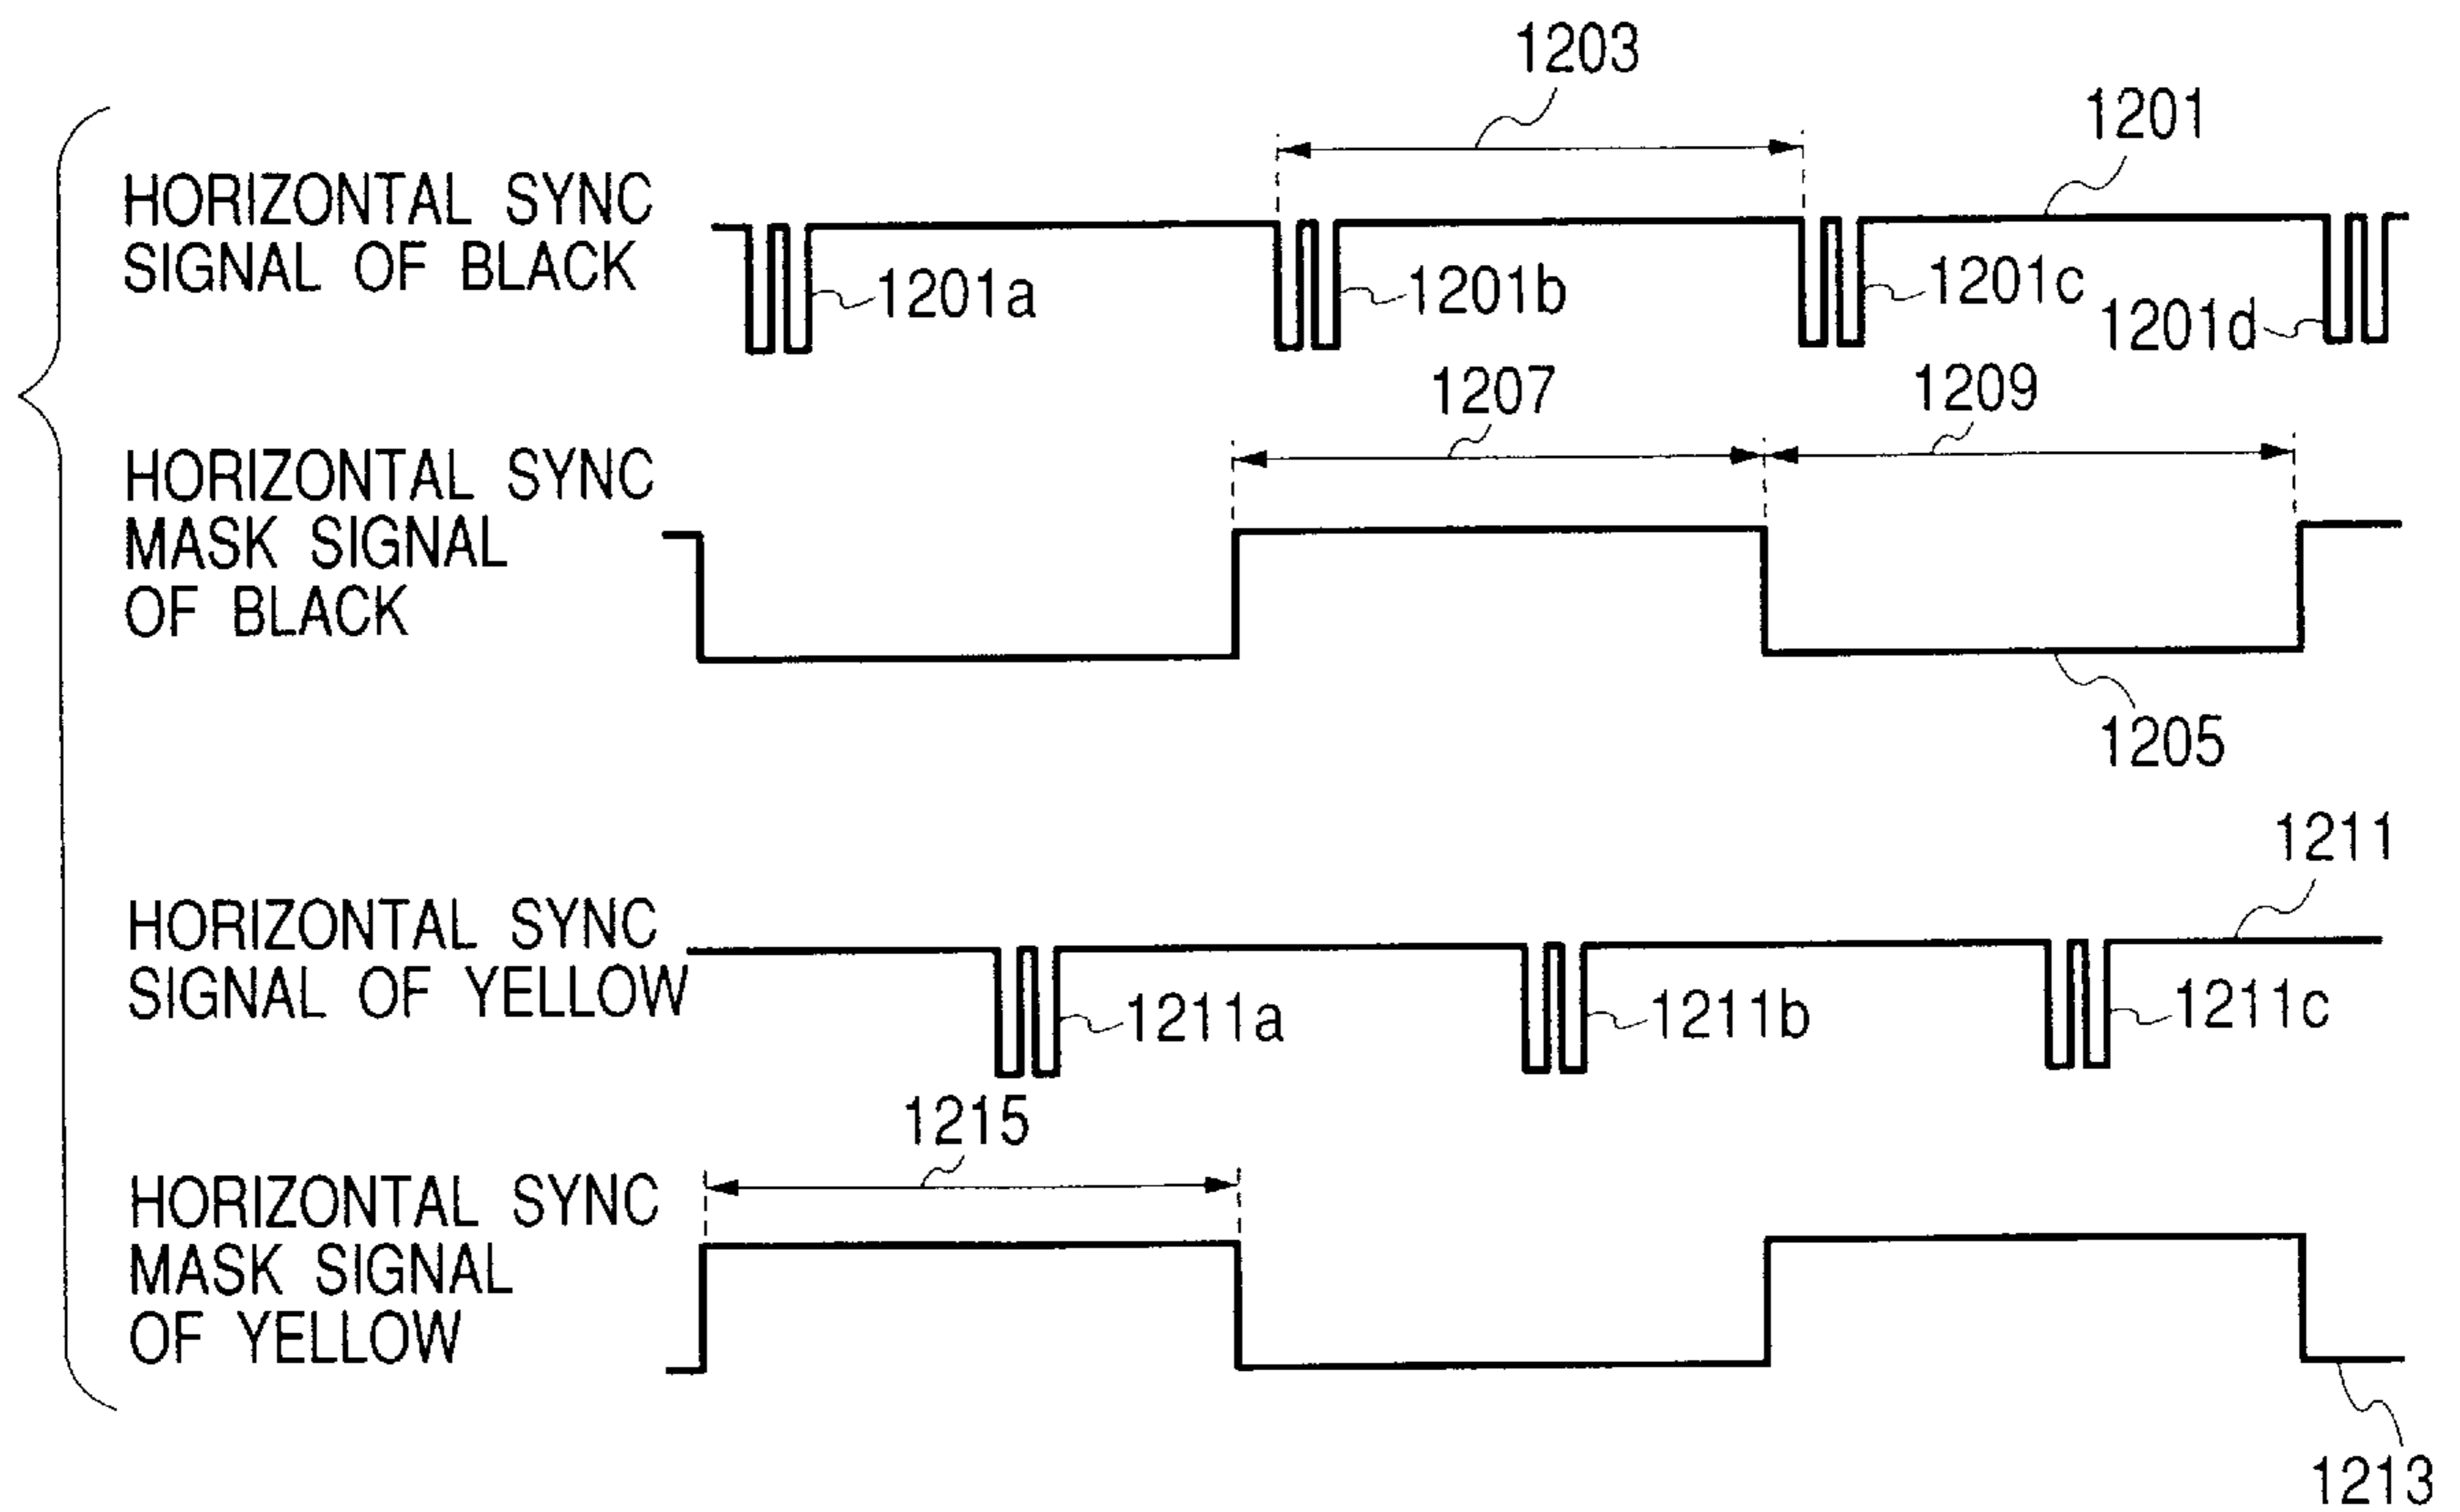 1203
1201
HORIZONTAL SYNC
SIGNAL OF BLACK
1201a
1201b
1201c
1201d
1207
1209
HORIZONTAL SYNC
MASK SIGNAL
OF BLACK
1205
1211
HORIZONTAL SYNC
SIGNAL OF YELLOW
1211a
1211b
1211c
1215
HORIZONTAL SYNC
MASK SIGNAL
OF YELLOW
1213